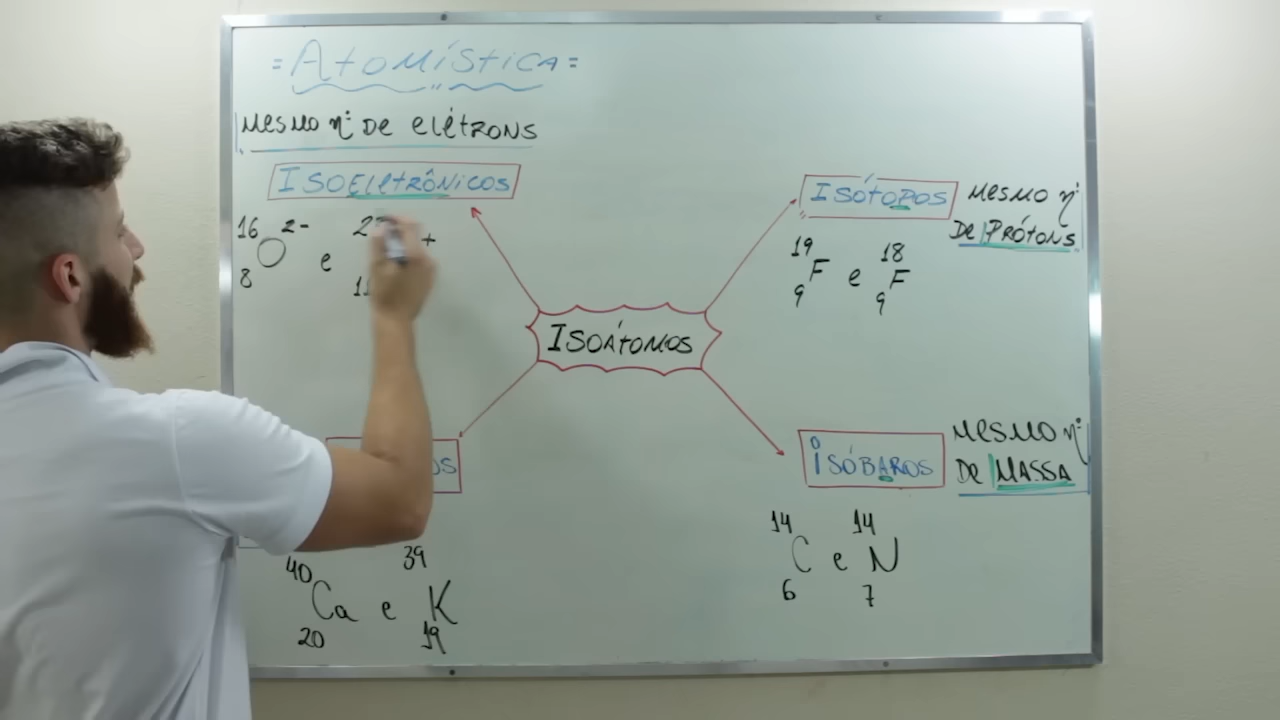 = Atomística =
Mesmo nº de elétrons
Isoeletrônicos
16 2-
O e
8
+
Isótopos
Mesmo nº
de Prótons
19 18
F e F
9 9
Isoátomos
Isóbaros
Mesmo nº
de Massa
14 14
C e N
6 7
40 39
Ca e K
20 19